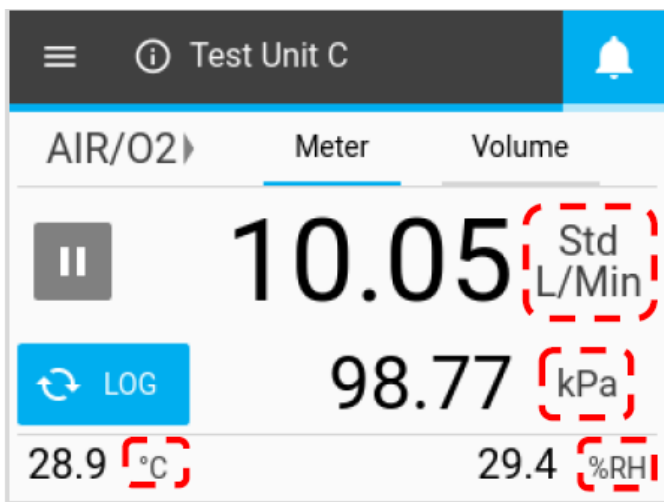 Test Unit C
AIR/O2 Meter Volume
10.05 Std L/Min
LOG 98.77 kPa
28.9 °C 29.4 %RH